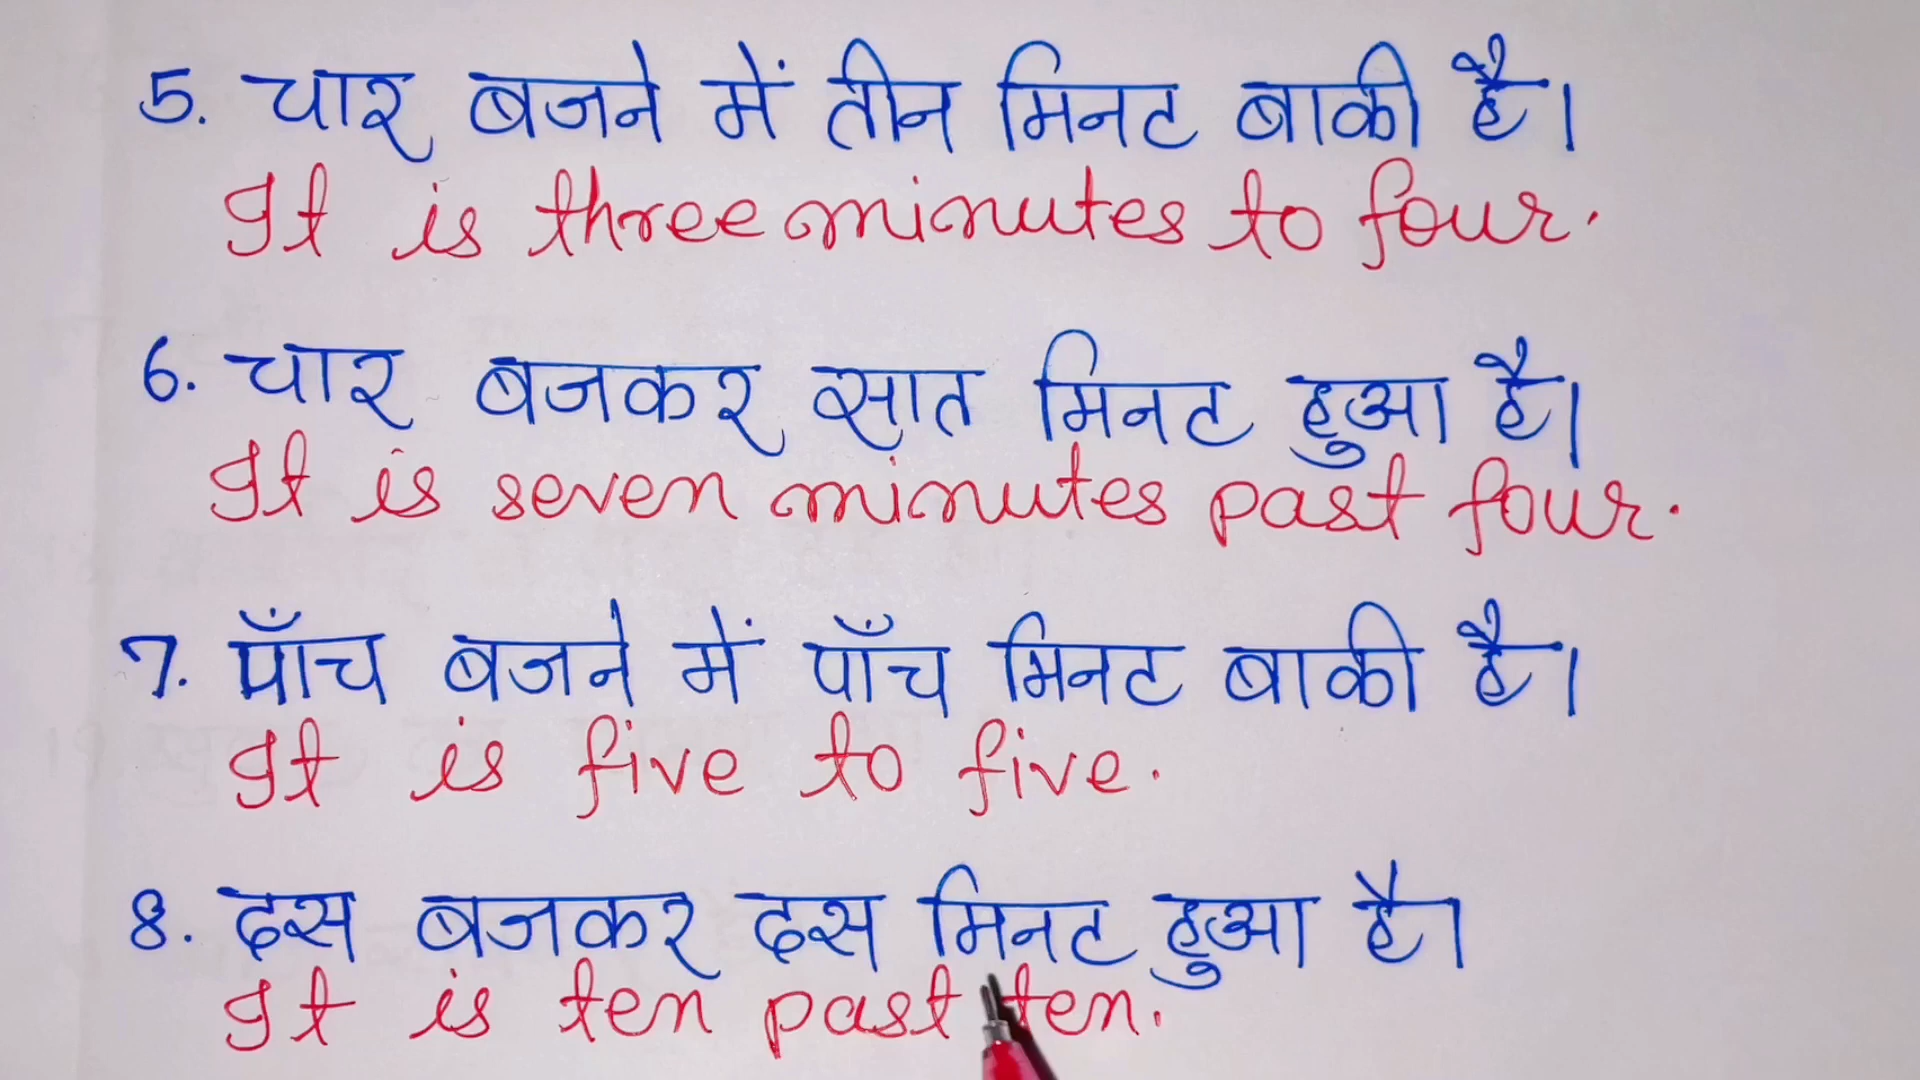 5. चार बजने में तीन मिनट बाकी है।
It is three minutes to four.
6. चार बजकर सात मिनट हुआ है।
It is seven minutes past four.
7. पाँच बजने में पाँच मिनट बाकी है।
It is five to five.
8. दस बजकर दस मिनट हुआ है।
It is ten past ten.